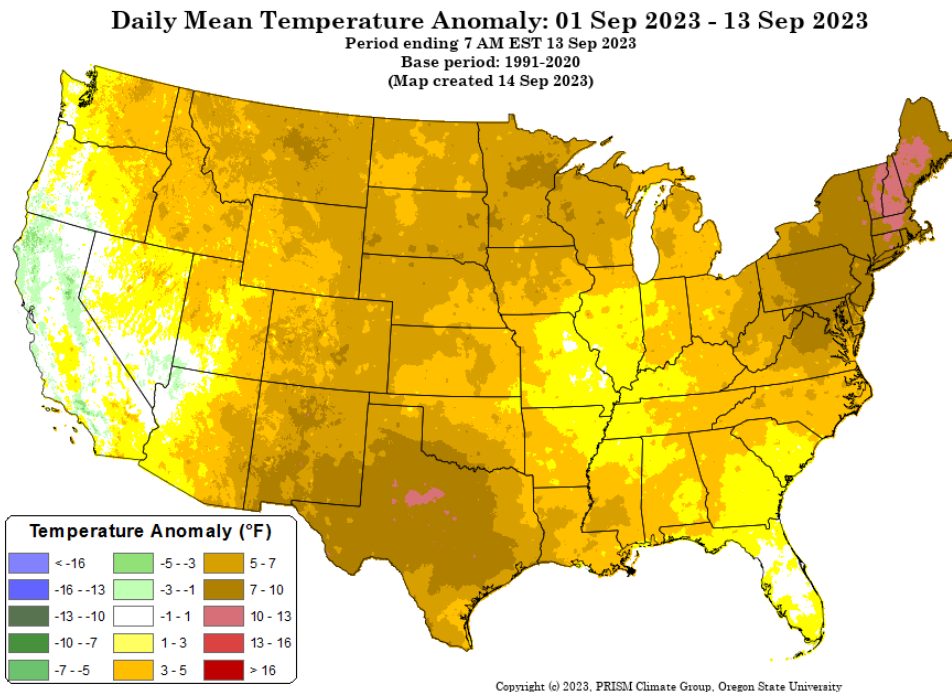 Daily Mean Temperature Anomaly: 01 Sep 2023 - 13 Sep 2023
Period ending 7 AM EST 13 Sep 2023
Base period: 1991-2020
(Map created 14 Sep 2023)
Temperature Anomaly (°F)
< -16
-5 - -3
5 - 7
-16 - -13
-3 - -1
7 - 10
-13 - -10
-1 - 1
10 - 13
-10 - -7
1 - 3
13 - 16
-7 - -5
3 - 5
> 16
Copyright (c) 2023, PRISM Climate Group, Oregon State University